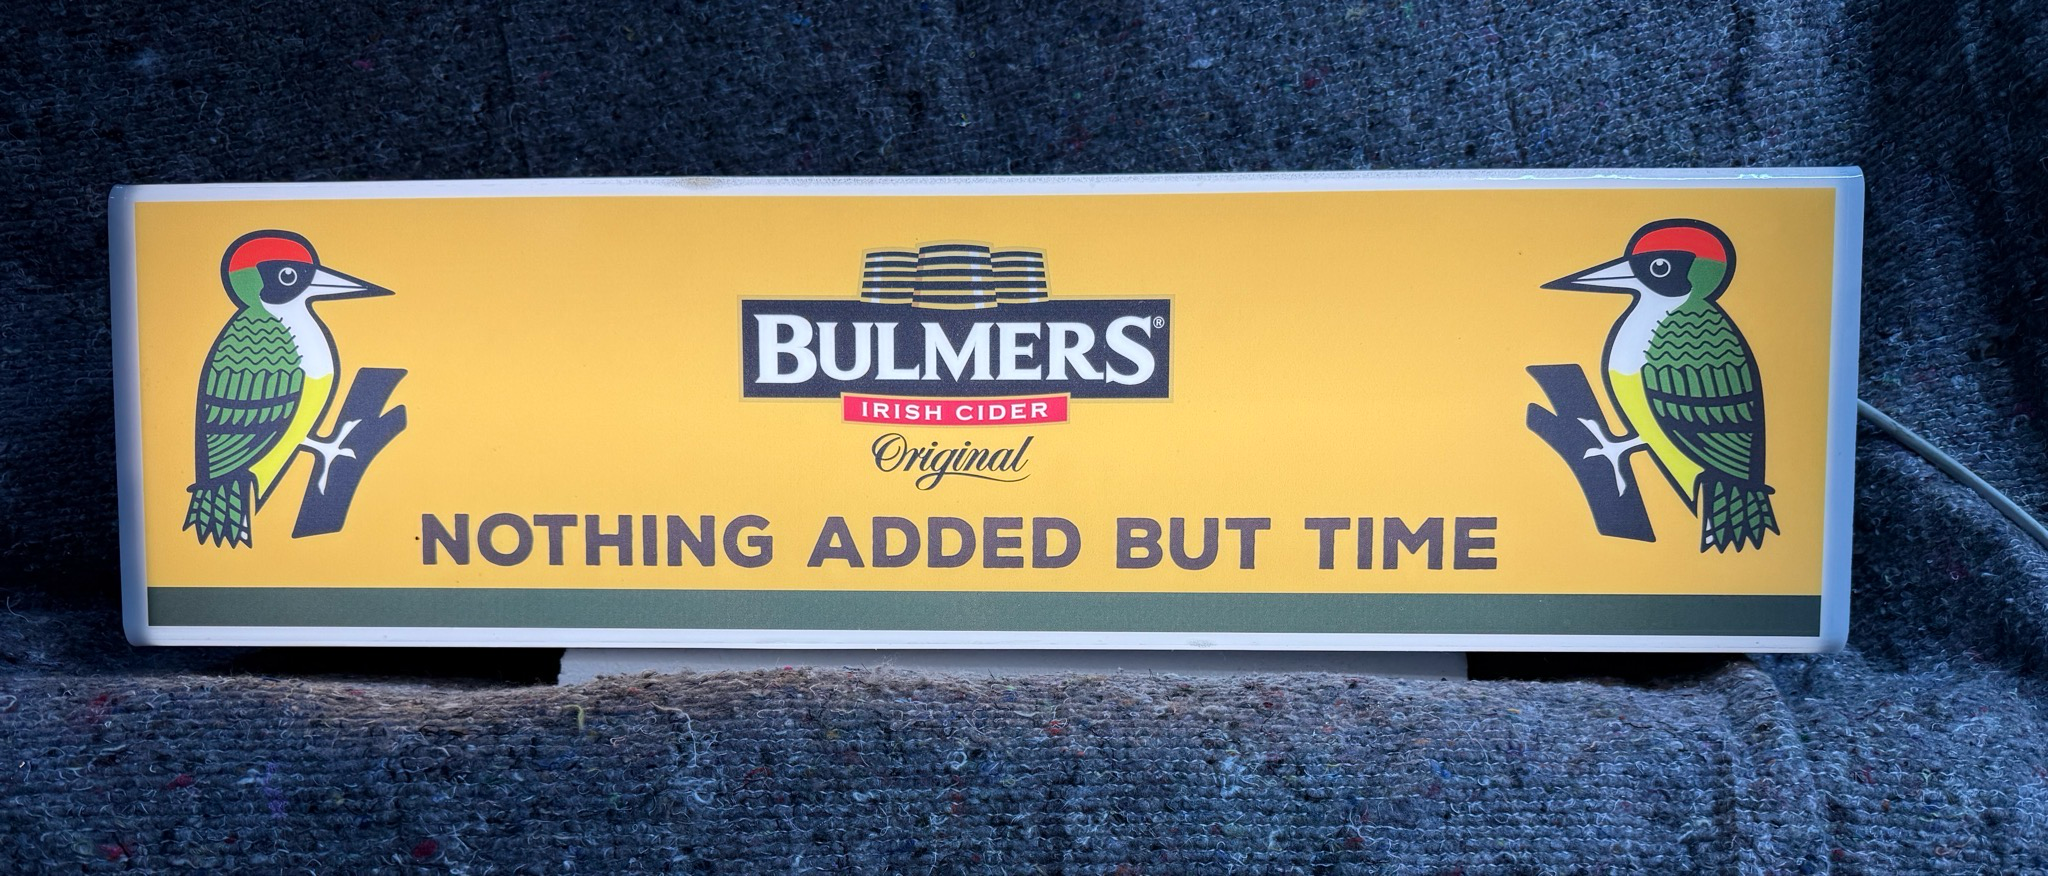 BULMERS®
IRISH CIDER
Original
NOTHING ADDED BUT TIME